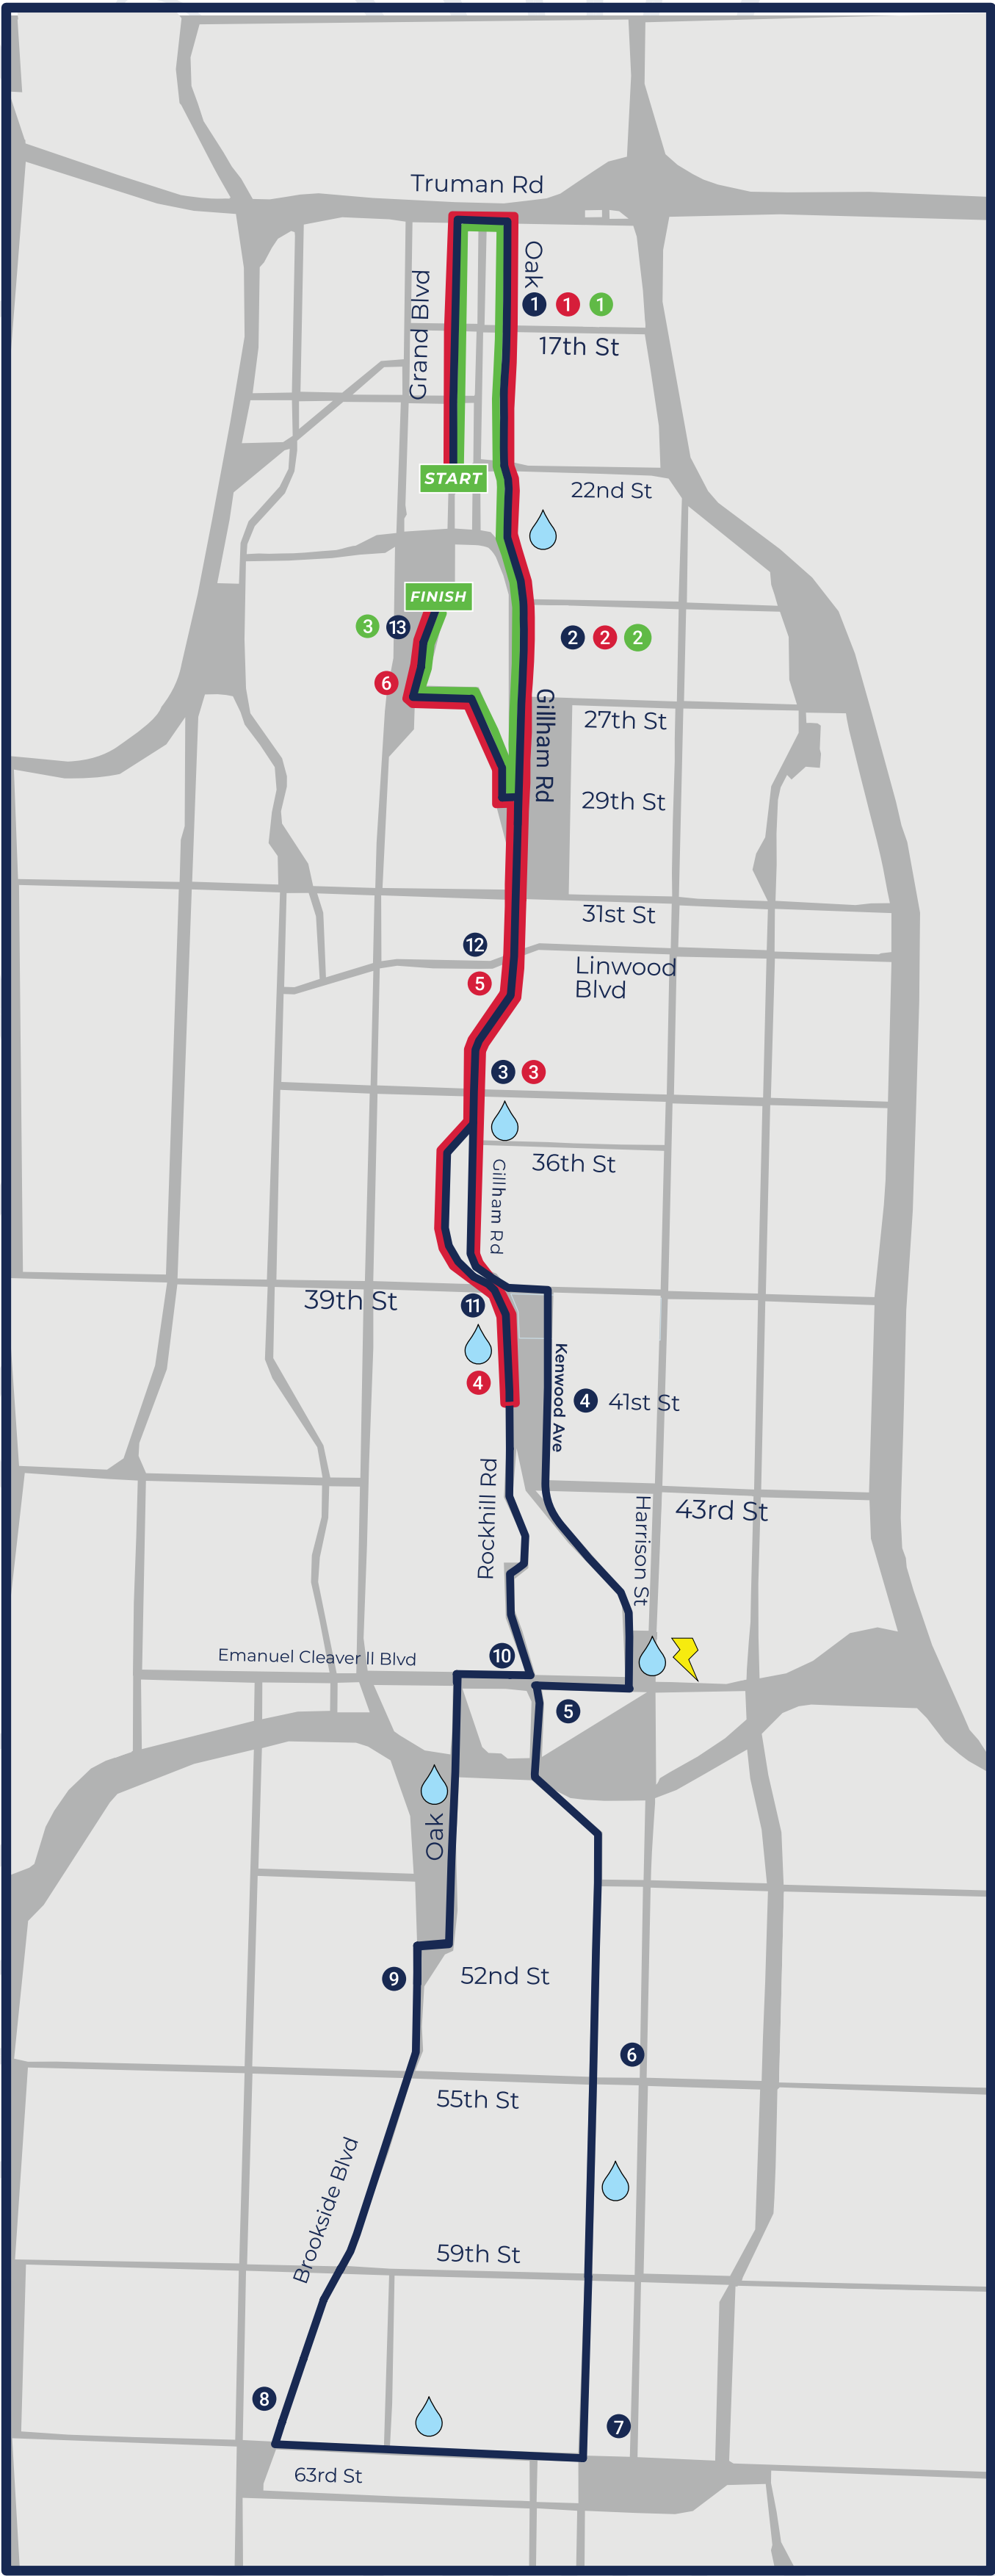 Truman Rd
Oak
Grand Blvd
1 1 1
17th St
START
22nd St
FINISH
3 13
2 2 2
6
Gillham Rd
27th St
29th St
31st St
12
Linwood
Blvd
5
3 3
36th St
Gillham Rd
39th St
11
Kenwood Ave
4
4 41st St
Rockhill Rd
Harrison St
43rd St
Emanuel Cleaver II Blvd
10
5
Oak
9
52nd St
6
55th St
Brookside Blvd
59th St
8
7
63rd St